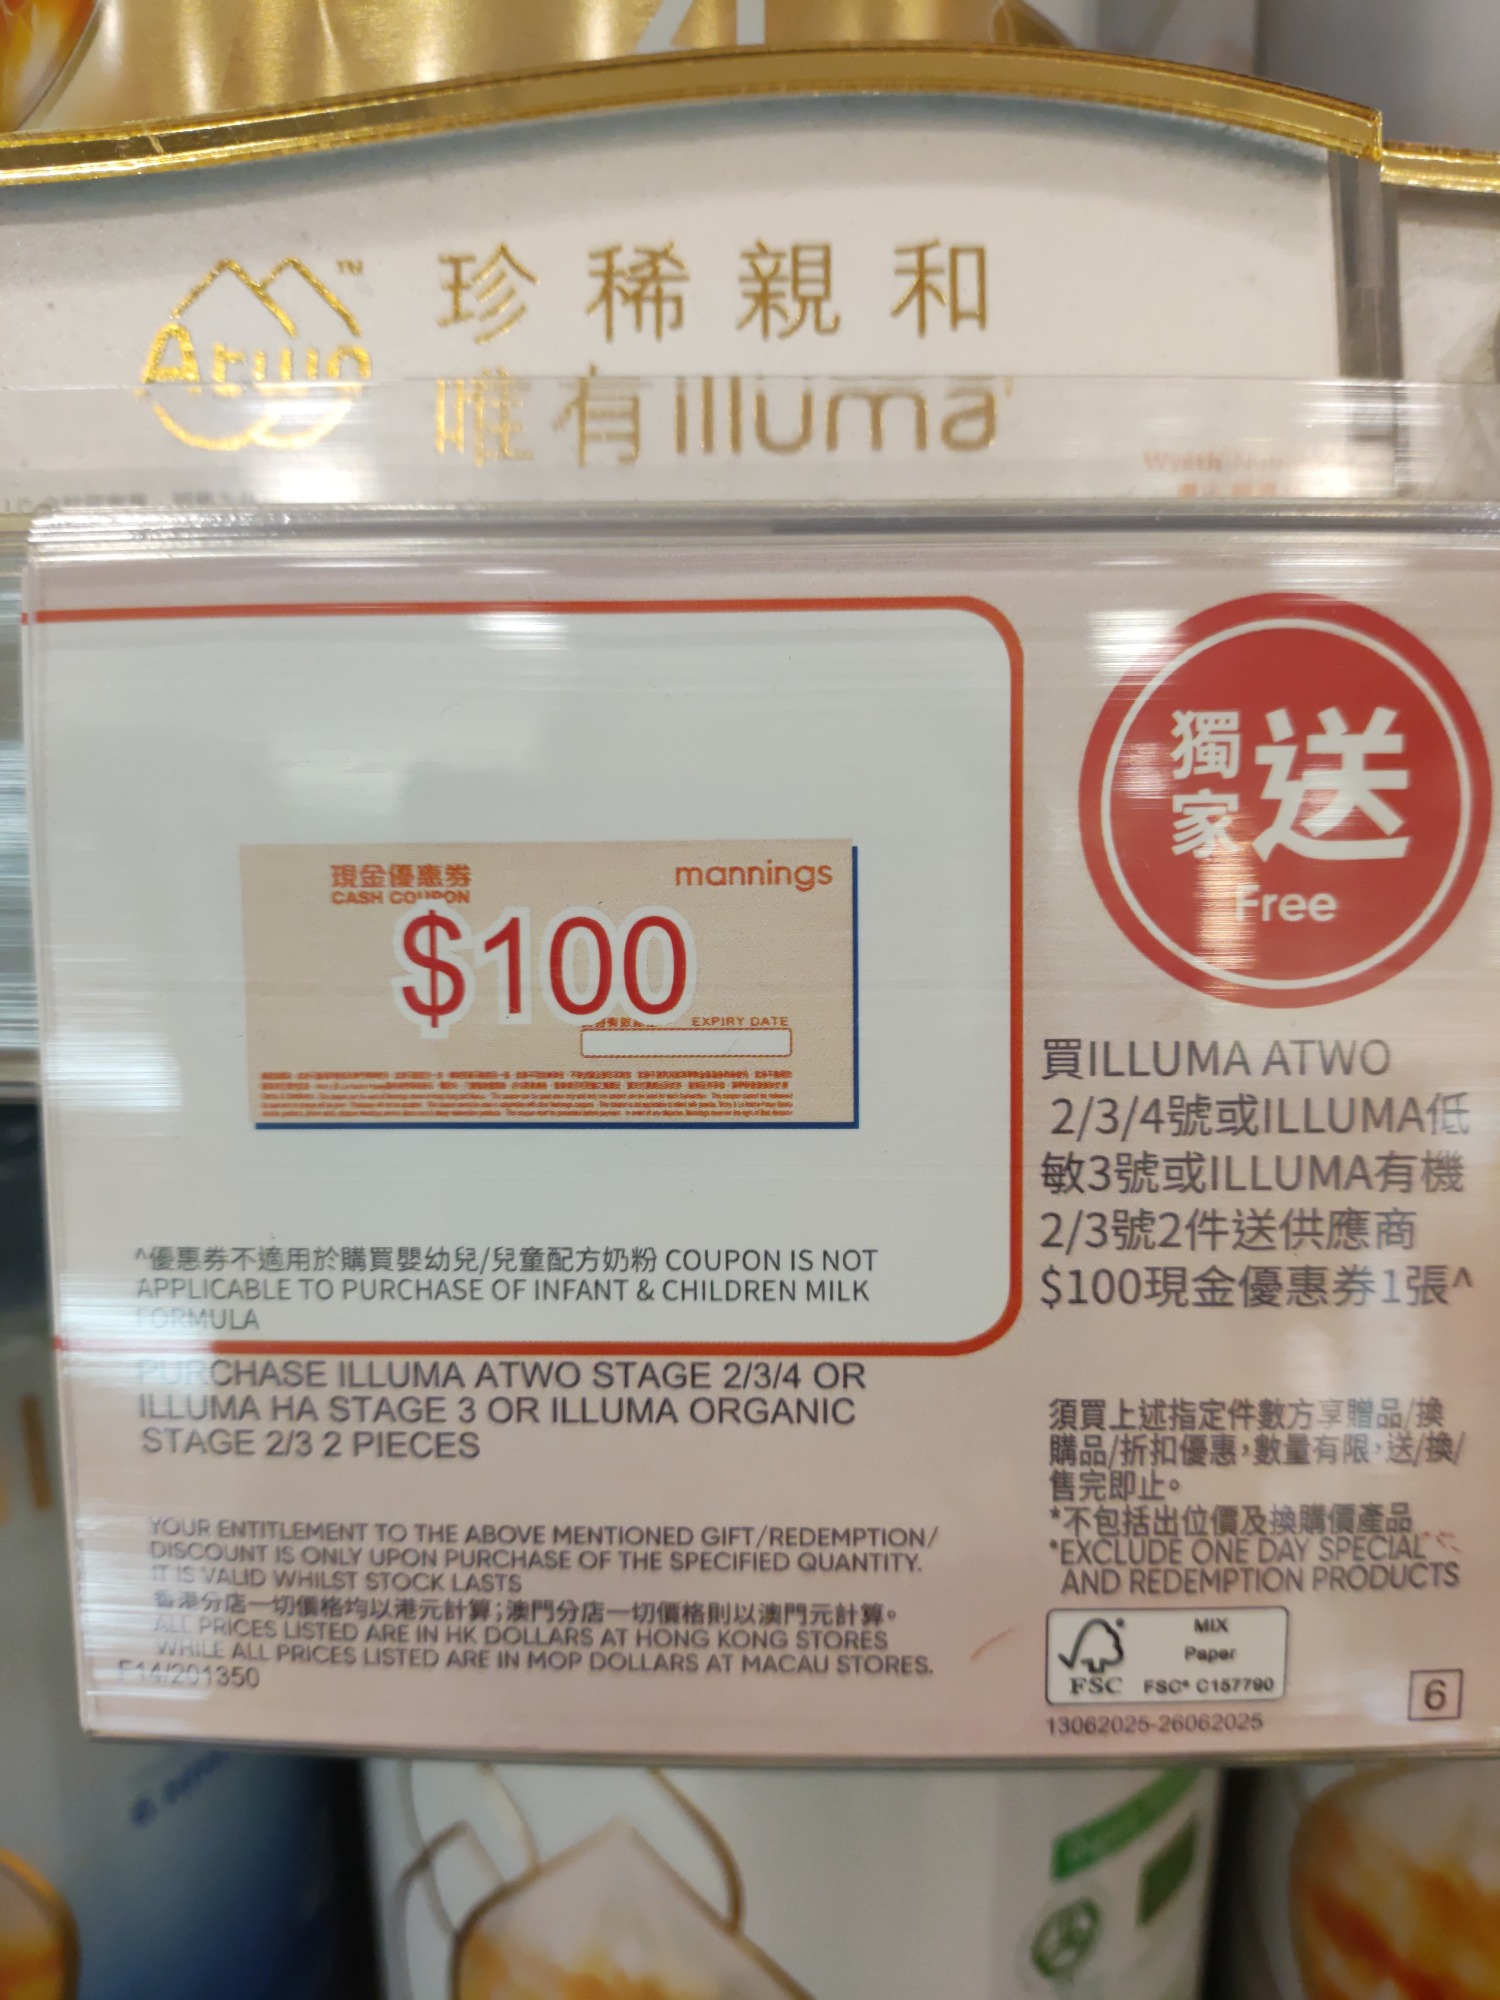 Atwo™
珍稀親和
唯有illuma
現金優惠券
CASH COUPON
mannings
$100
EXPIRY DATE
^優惠券不適用於購買嬰幼兒/兒童配方奶粉 COUPON IS NOT
APPLICABLE TO PURCHASE OF INFANT & CHILDREN MILK
FORMULA
PURCHASE ILLUMA ATWO STAGE 2/3/4 OR
ILLUMA HA STAGE 3 OR ILLUMA ORGANIC
STAGE 2/3 2 PIECES
YOUR ENTITLEMENT TO THE ABOVE MENTIONED GIFT/REDEMPTION/
DISCOUNT IS ONLY UPON PURCHASE OF THE SPECIFIED QUANTITY.
IT IS VALID WHILST STOCK LASTS
香港分店一切價格均以港元計算;澳門分店一切價格則以澳門元計算。
ALL PRICES LISTED ARE IN HK DOLLARS AT HONG KONG STORES
WHILE ALL PRICES LISTED ARE IN MOP DOLLARS AT MACAU STORES.
F14/201350
獨家送
Free
買ILLUMA ATWO
2/3/4號或ILLUMA低
敏3號或ILLUMA有機
2/3號2件送供應商
$100現金優惠券1張^
須買上述指定件數方享贈品/換
購品/折扣優惠,數量有限,送/換/
售完即止。
*不包括出位價及換購價產品
*EXCLUDE ONE DAY SPECIAL
AND REDEMPTION PRODUCTS
FSC
MIX
Paper
FSC® C157790
13062025-26062025
6